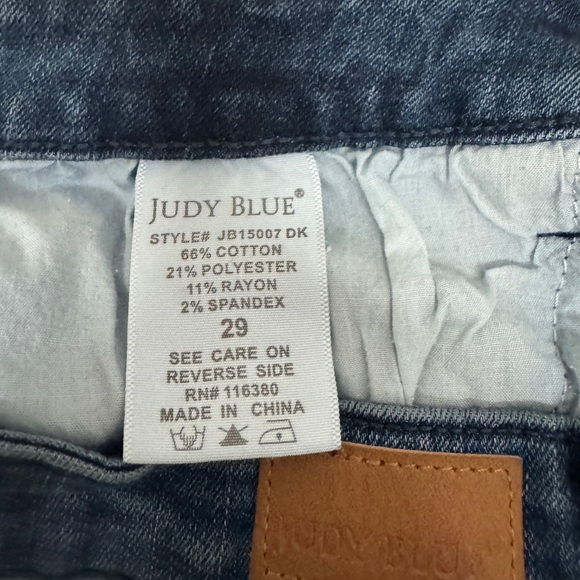 JUDY BLUE®
STYLE# JB15007 DK
66% COTTON
21% POLYESTER
11% RAYON
2% SPANDEX
29
SEE CARE ON
REVERSE SIDE
RN# 116380
MADE IN CHINA
JUDY BLUE